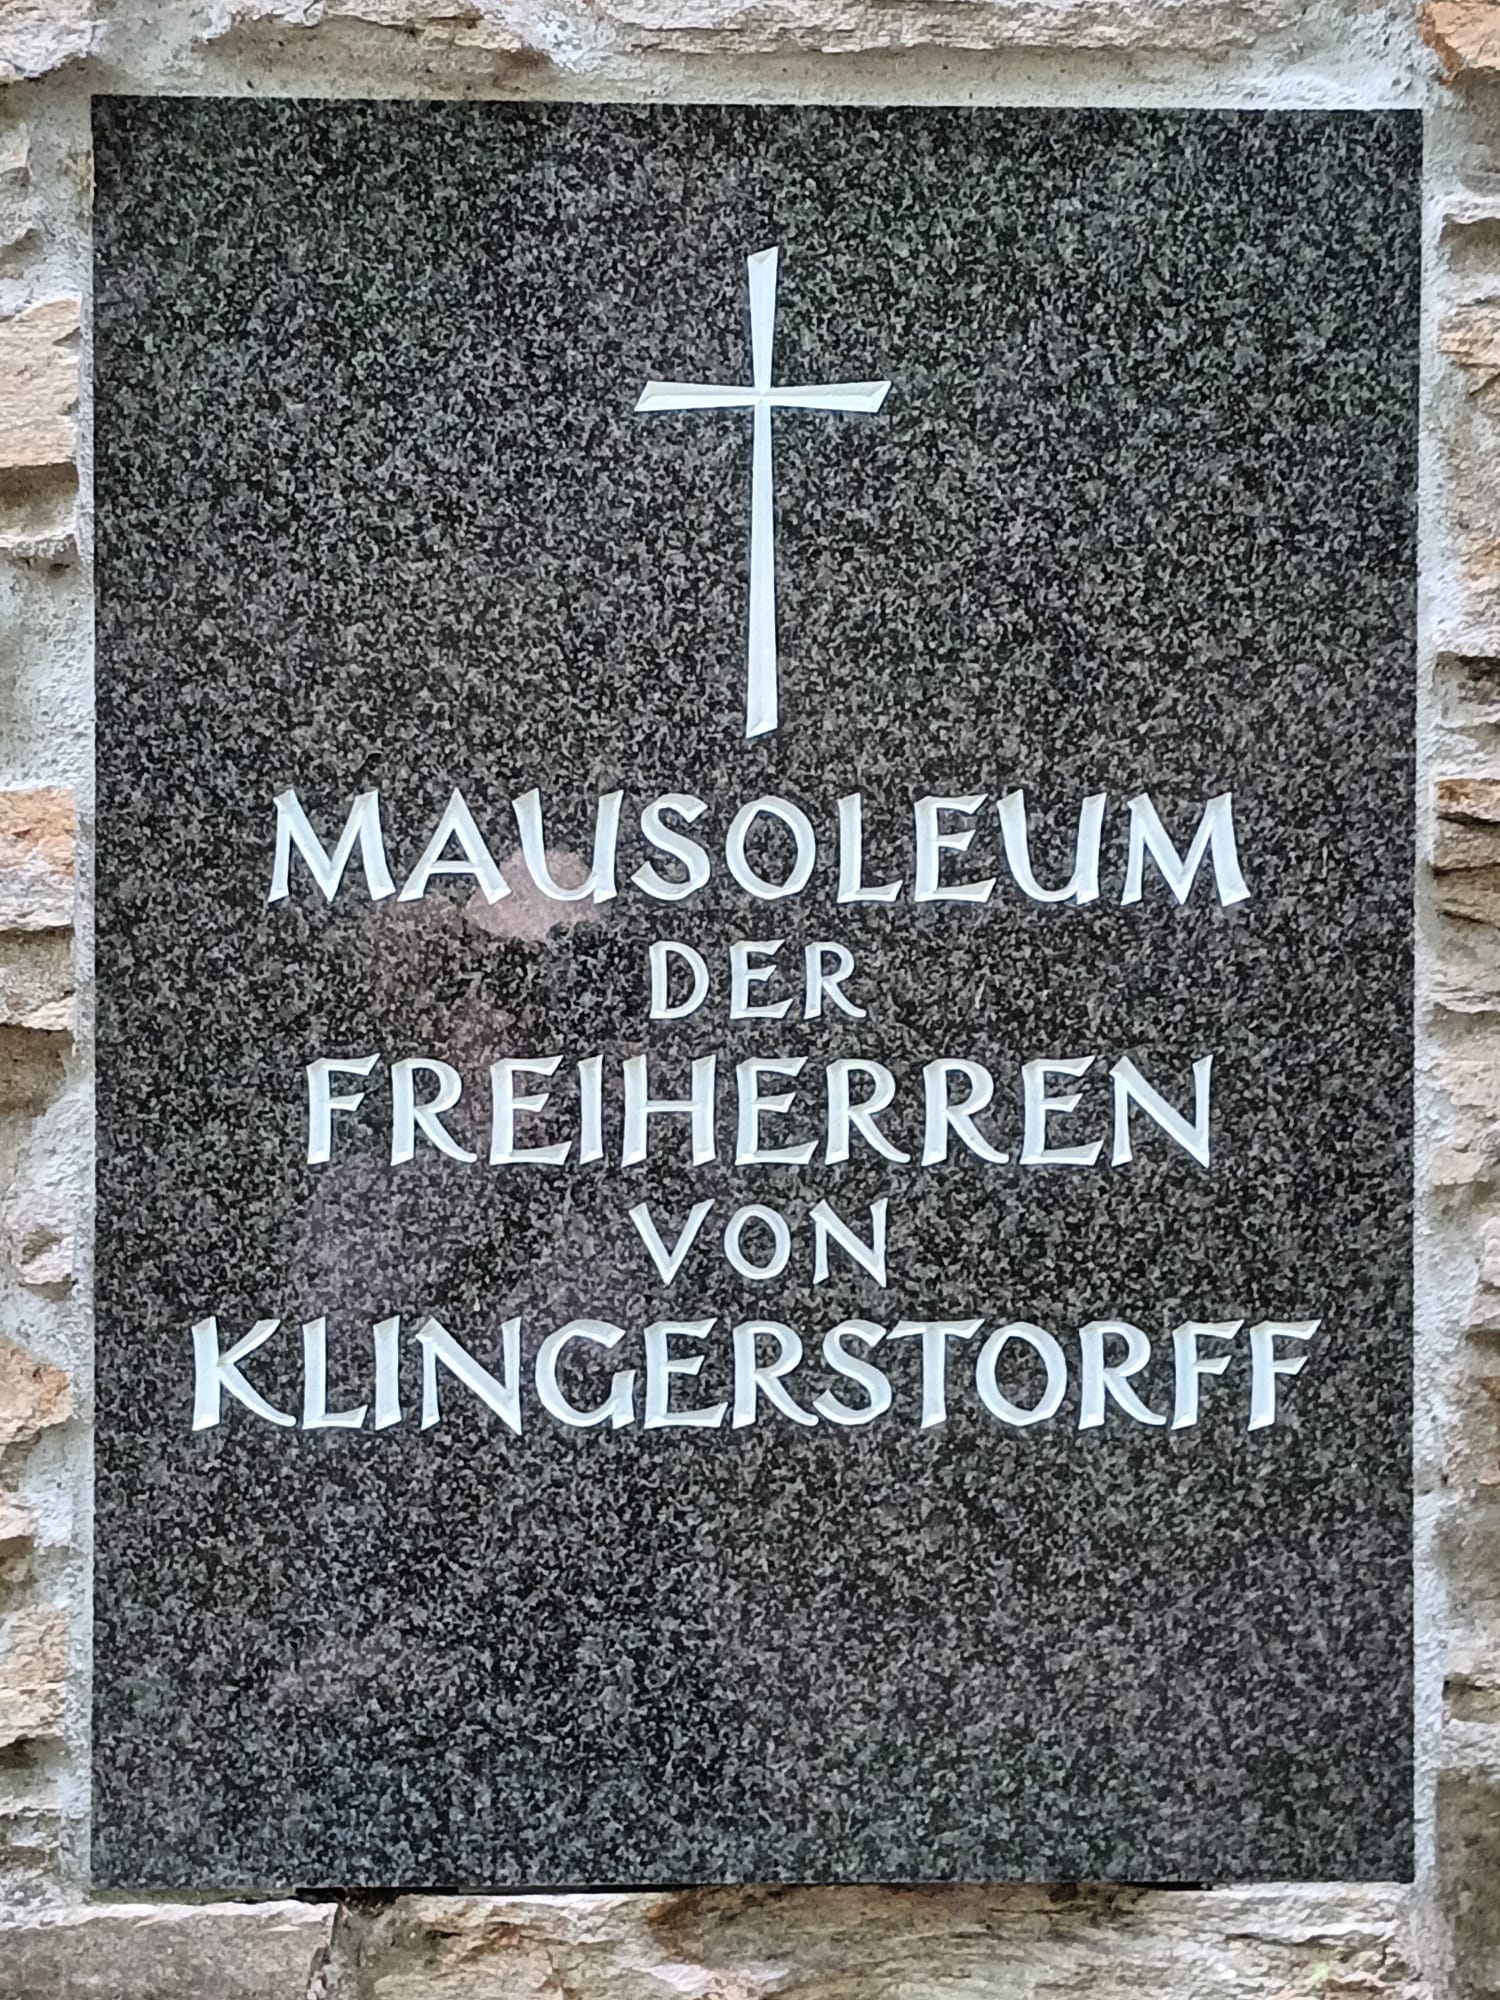 MAUSOLEUM
DER
FREIHERREN
VON
KLINGERSTORFF